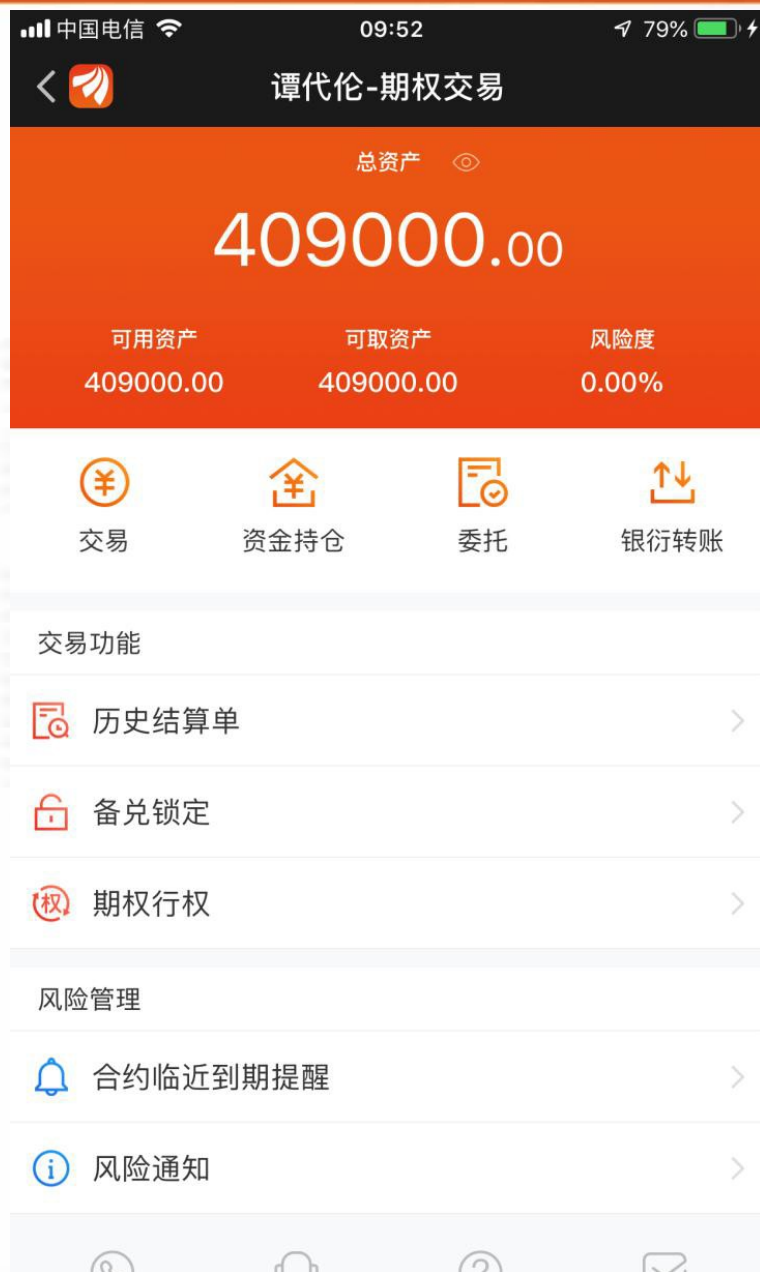 中国电信 09:52 79%
谭代伦-期权交易
总资产
409000.00
可用资产 可取资产 风险度
409000.00 409000.00 0.00%
交易 资金持仓 委托 银衍转账
交易功能
历史结算单
备兑锁定
权 期权行权
风险管理
合约临近到期提醒
风险通知